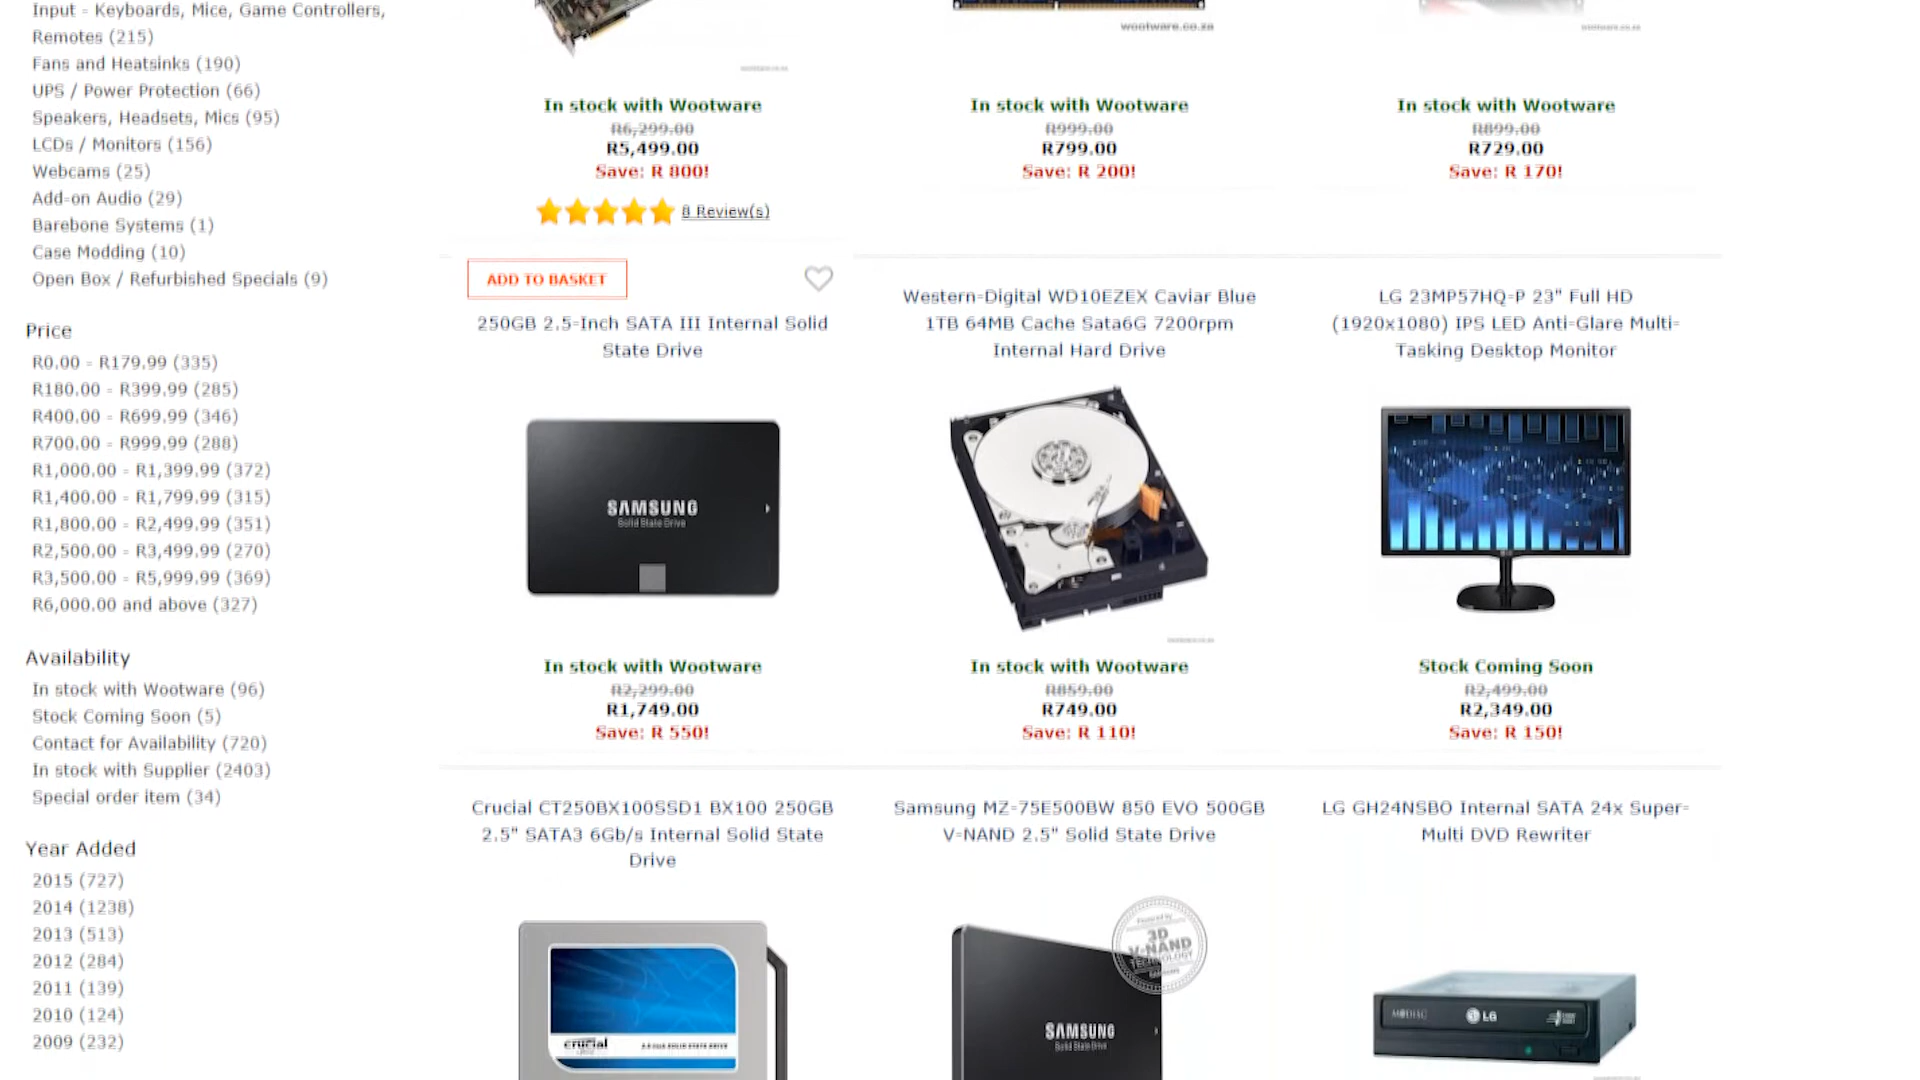 Input - Keyboards, Mice, Game Controllers,
Remotes (215)
Fans and Heatsinks (190)
UPS / Power Protection (66)
Speakers, Headsets, Mics (95)
LCDs / Monitors (156)
Webcams (25)
Add-on Audio (29)
Barebone Systems (1)
Case Modding (10)
Open Box / Refurbished Specials (9)
Price
R0.00 - R179.99 (335)
R180.00 - R399.99 (285)
R400.00 - R699.99 (346)
R700.00 - R999.99 (288)
R1,000.00 - R1,399.99 (372)
R1,400.00 - R1,799.99 (315)
R1,800.00 - R2,499.99 (351)
R2,500.00 - R3,499.99 (270)
R3,500.00 - R5,999.99 (369)
R6,000.00 and above (327)
Availability
In stock with Wootware (96)
Stock Coming Soon (5)
Contact for Availability (720)
In stock with Supplier (2403)
Special order item (34)
Year Added
2015 (727)
2014 (1238)
2013 (513)
2012 (284)
2011 (139)
2010 (124)
2009 (232)
In stock with Wootware
R6,299.00
R5,499.00
Save: R 800!
8 Review(s)
wootware.co.za
In stock with Wootware
R999.00
R799.00
Save: R 200!
In stock with Wootware
R899.00
R729.00
Save: R 170!
ADD TO BASKET
250GB 2.5-Inch SATA III Internal Solid
State Drive
SAMSUNG
Solid State Drive
In stock with Wootware
R2,299.00
R1,749.00
Save: R 550!
Western-Digital WD10EZEX Caviar Blue
1TB 64MB Cache Sata6G 7200rpm
Internal Hard Drive
In stock with Wootware
R859.00
R749.00
Save: R 110!
LG 23MP57HQ-P 23" Full HD
(1920x1080) IPS LED Anti-Glare Multi-
Tasking Desktop Monitor
Stock Coming Soon
R2,499.00
R2,349.00
Save: R 150!
Crucial CT250BX100SSD1 BX100 250GB
2.5" SATA3 6Gb/s Internal Solid State
Drive
crucial
Samsung MZ-75E500BW 850 EVO 500GB
V-NAND 2.5" Solid State Drive
3D
V-NAND
TECHNOLOGY
SAMSUNG
Solid State Drive
LG GH24NSBO Internal SATA 24x Super-
Multi DVD Rewriter
LG